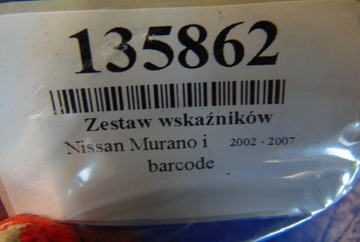 135862
Zestaw wskaźników
Nissan Murano i 2002 - 2007
barcode